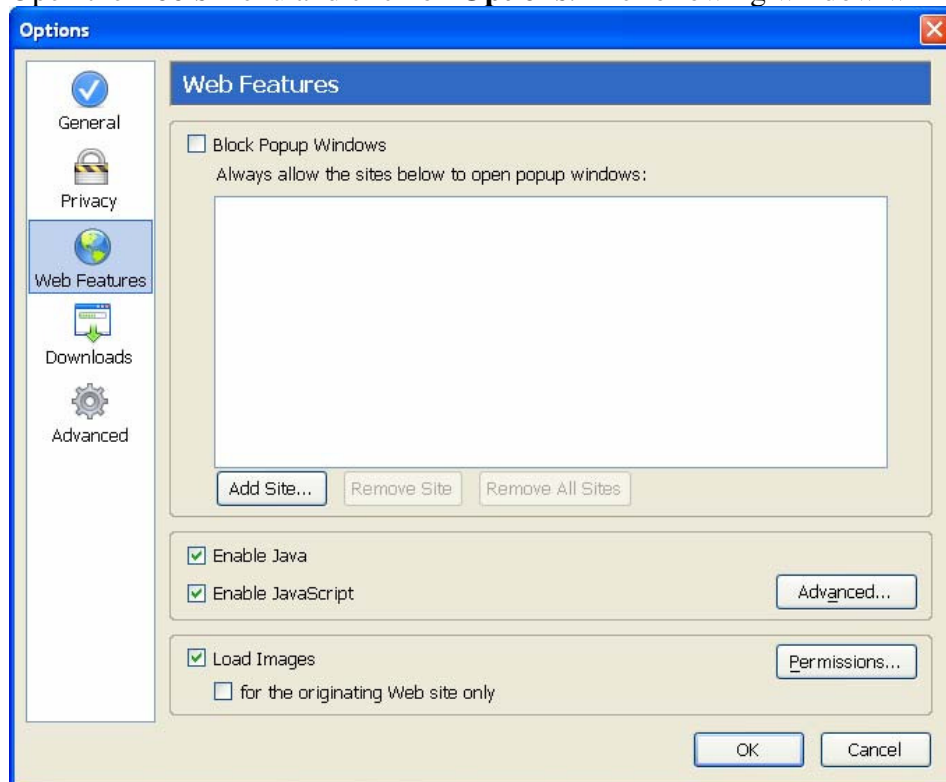 Options
General
Privacy
Web Features
Downloads
Advanced
Web Features
Block Popup Windows
Always allow the sites below to open popup windows:
Add Site... Remove Site Remove All Sites
Enable Java
Enable JavaScript
Advanced...
Load Images
Permissions...
for the originating Web site only
OK Cancel